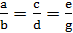 a/b = c/d = e/g